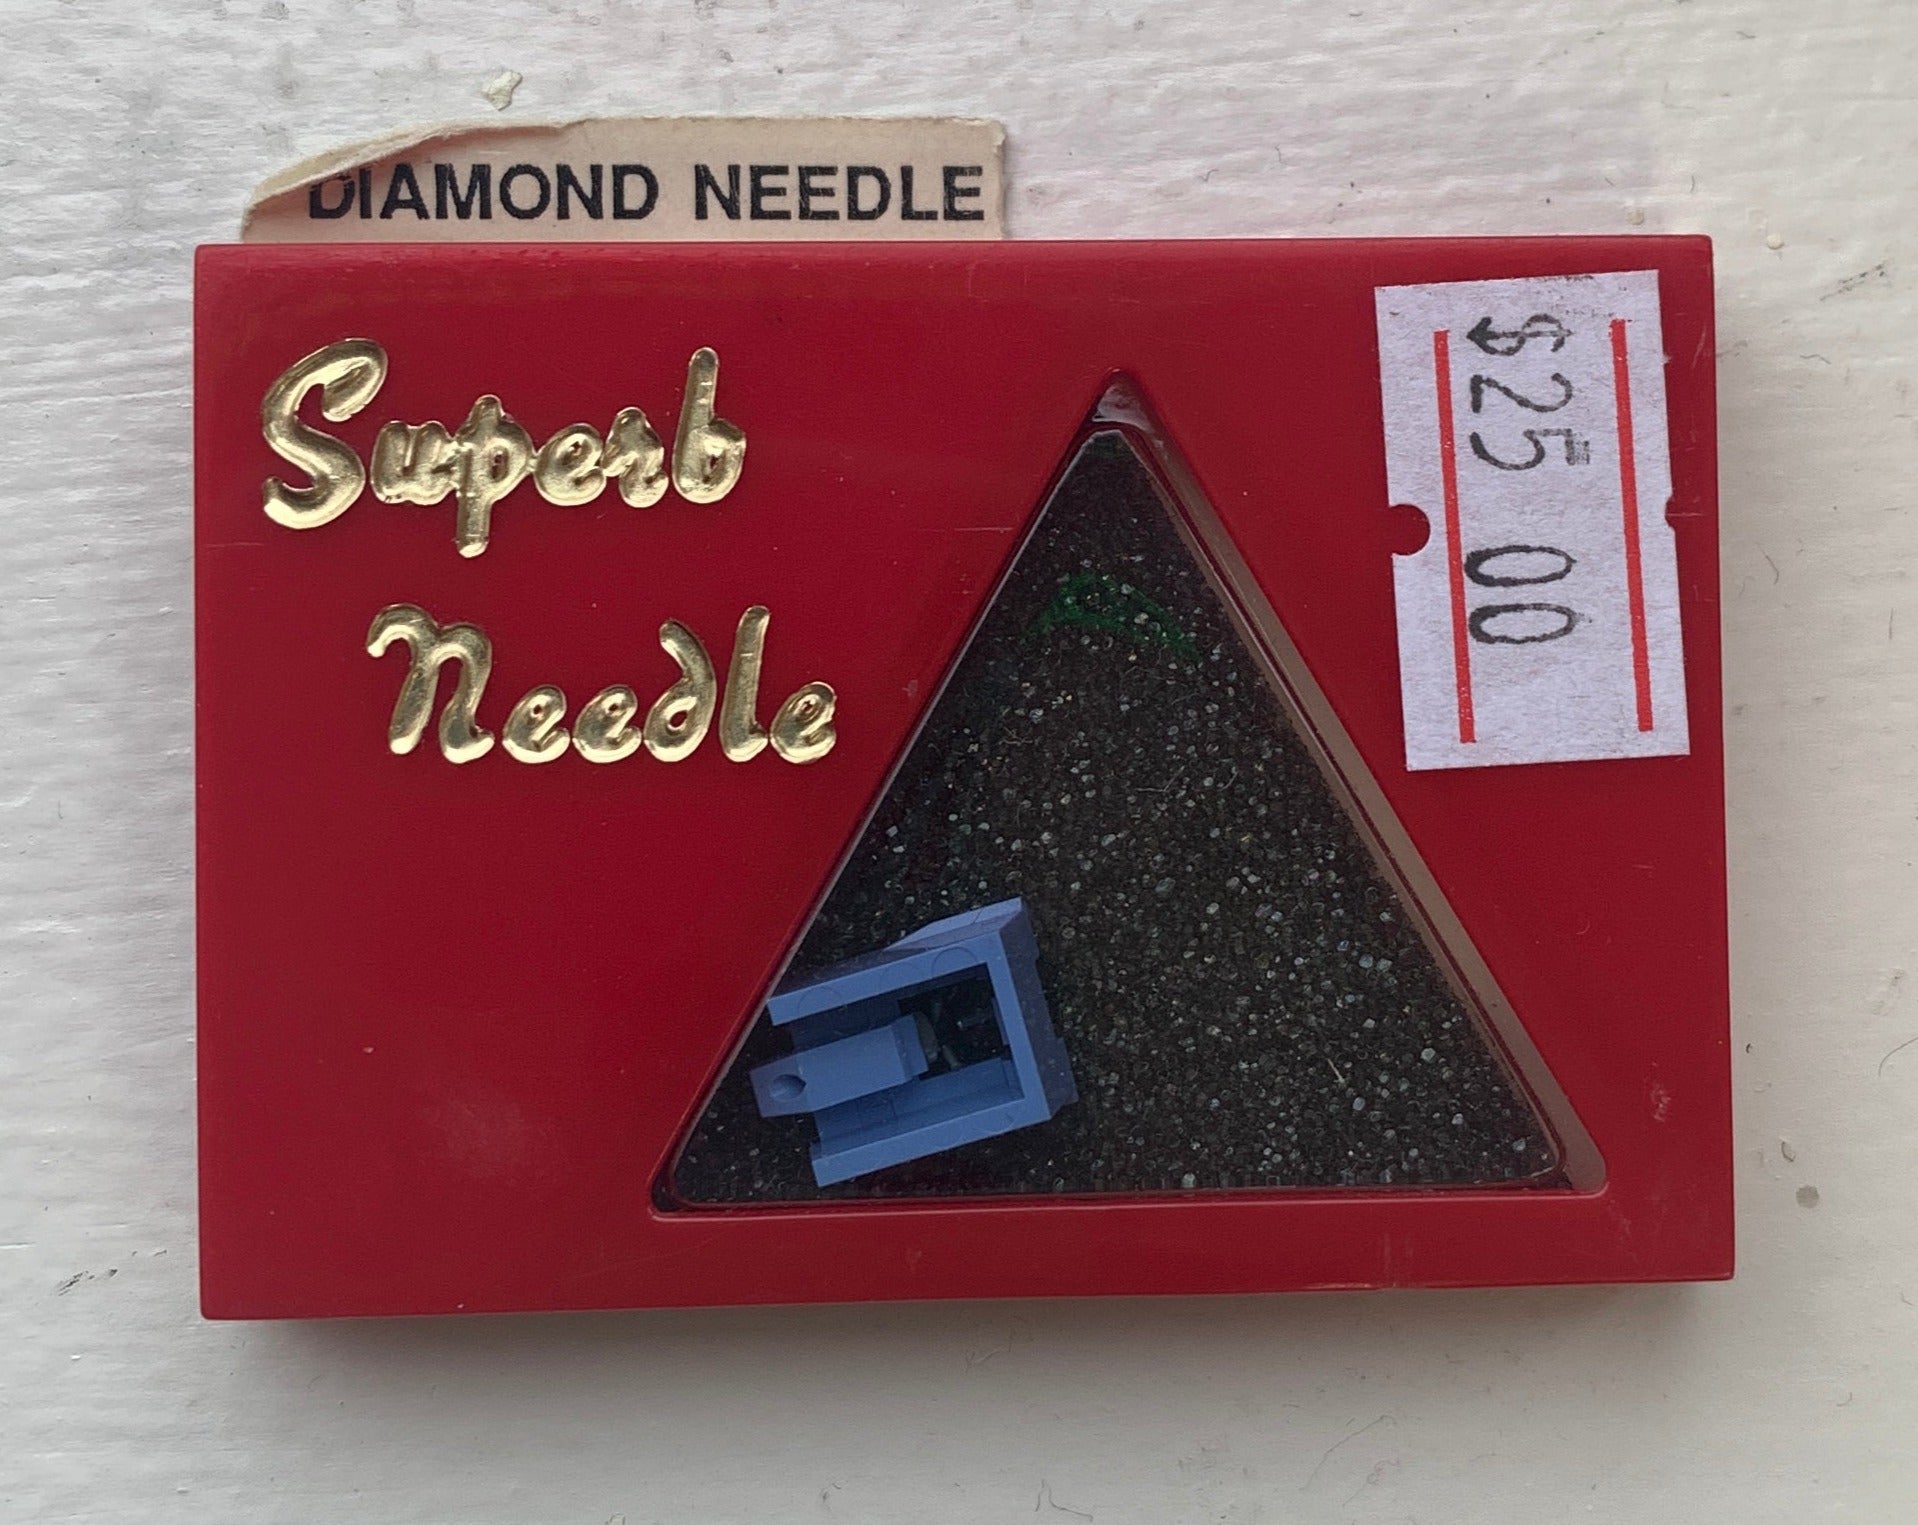 DIAMOND NEEDLE
Superb
Needle
$25 00